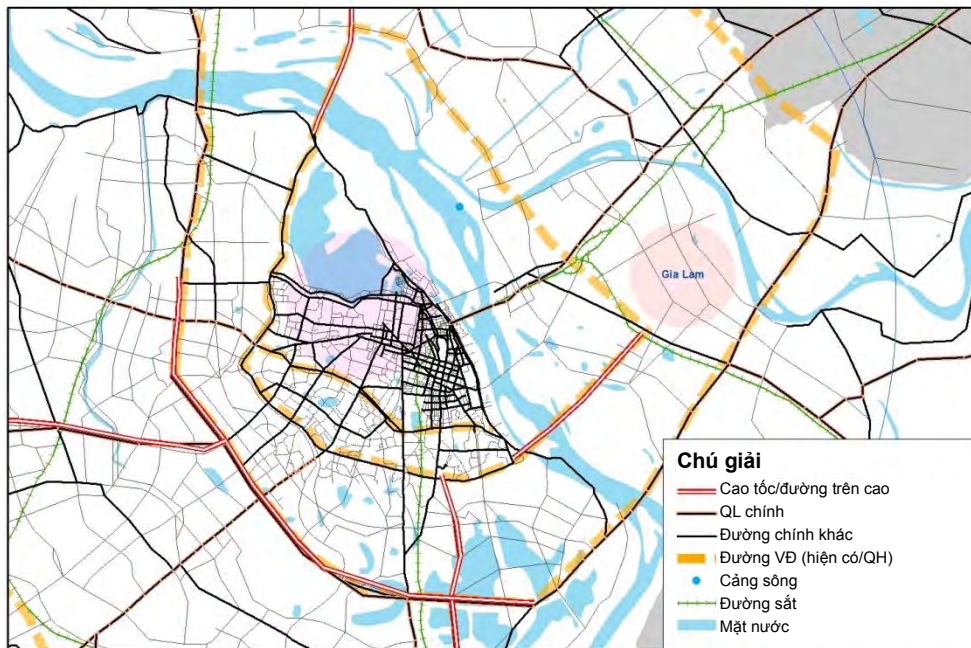 Gia Lam
Chú giải
Cao tốc/đường trên cao
QL chính
Đường chính khác
Đường VĐ (hiện có/QH)
Cảng sông
Đường sắt
Mặt nước